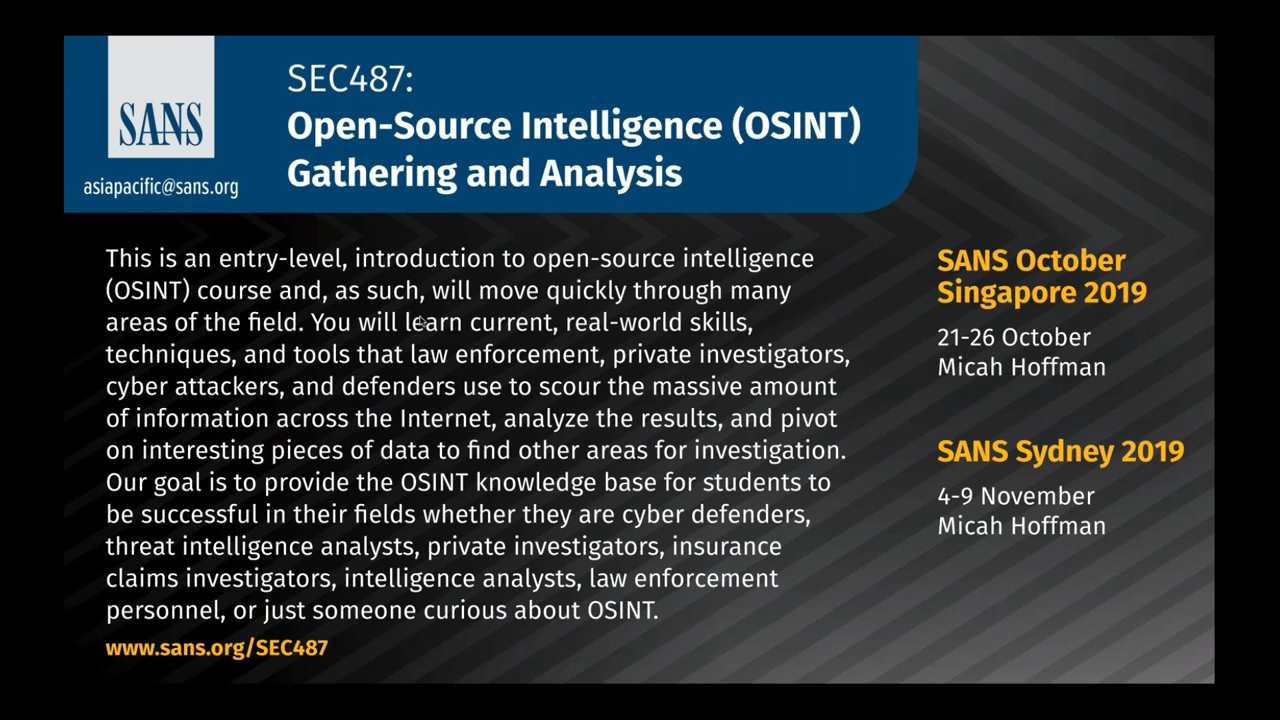 SANS
asiapacific@sans.org
SEC487:
Open-Source Intelligence (OSINT)
Gathering and Analysis
This is an entry-level, introduction to open-source intelligence
(OSINT) course and, as such, will move quickly through many
areas of the field. You will learn current, real-world skills,
techniques, and tools that law enforcement, private investigators,
cyber attackers, and defenders use to scour the massive amount
of information across the Internet, analyze the results, and pivot
on interesting pieces of data to find other areas for investigation.
Our goal is to provide the OSINT knowledge base for students to
be successful in their fields whether they are cyber defenders,
threat intelligence analysts, private investigators, insurance
claims investigators, intelligence analysts, law enforcement
personnel, or just someone curious about OSINT.
www.sans.org/SEC487
SANS October
Singapore 2019
21-26 October
Micah Hoffman
SANS Sydney 2019
4-9 November
Micah Hoffman